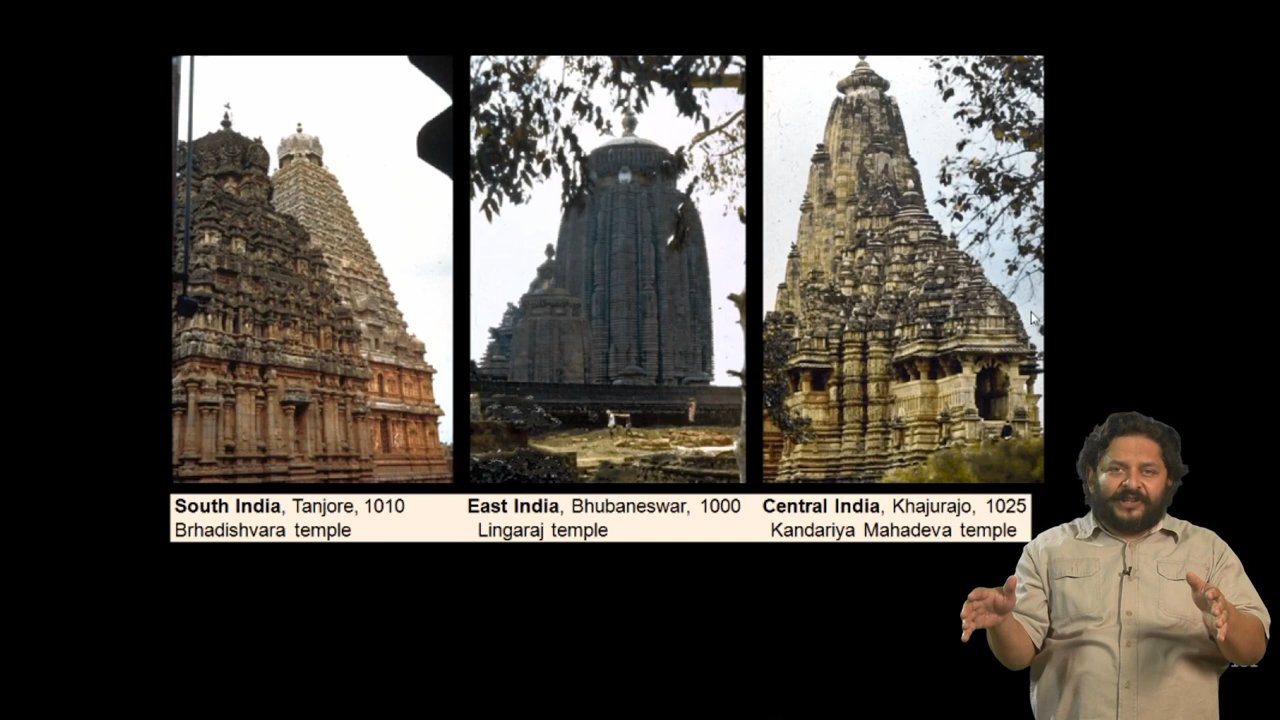 South India, Tanjore, 1010
Brhadishvara temple
East India, Bhubaneswar, 1000
Lingaraj temple
Central India, Khajurajo, 1025
Kandariya Mahadeva temple